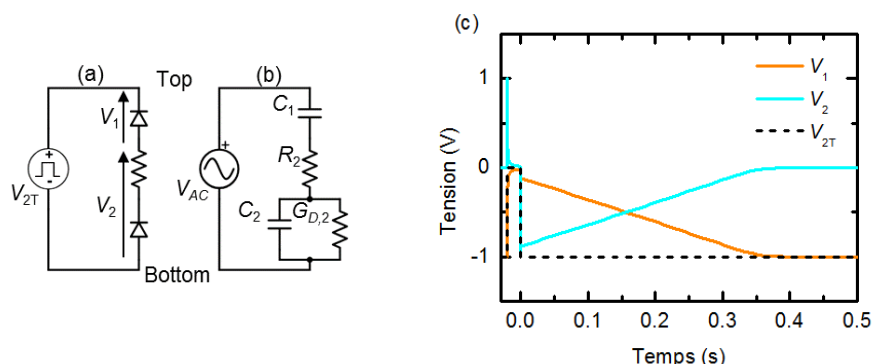 (a)
Top
(b)
V1
V2
V2T
+
-
Bottom
C1
R2
+
VAC
C2
GD,2
(c)
V1
V2
V2T
Tension (V)
1
0
-1
0.0 0.1 0.2 0.3 0.4 0.5
Temps (s)